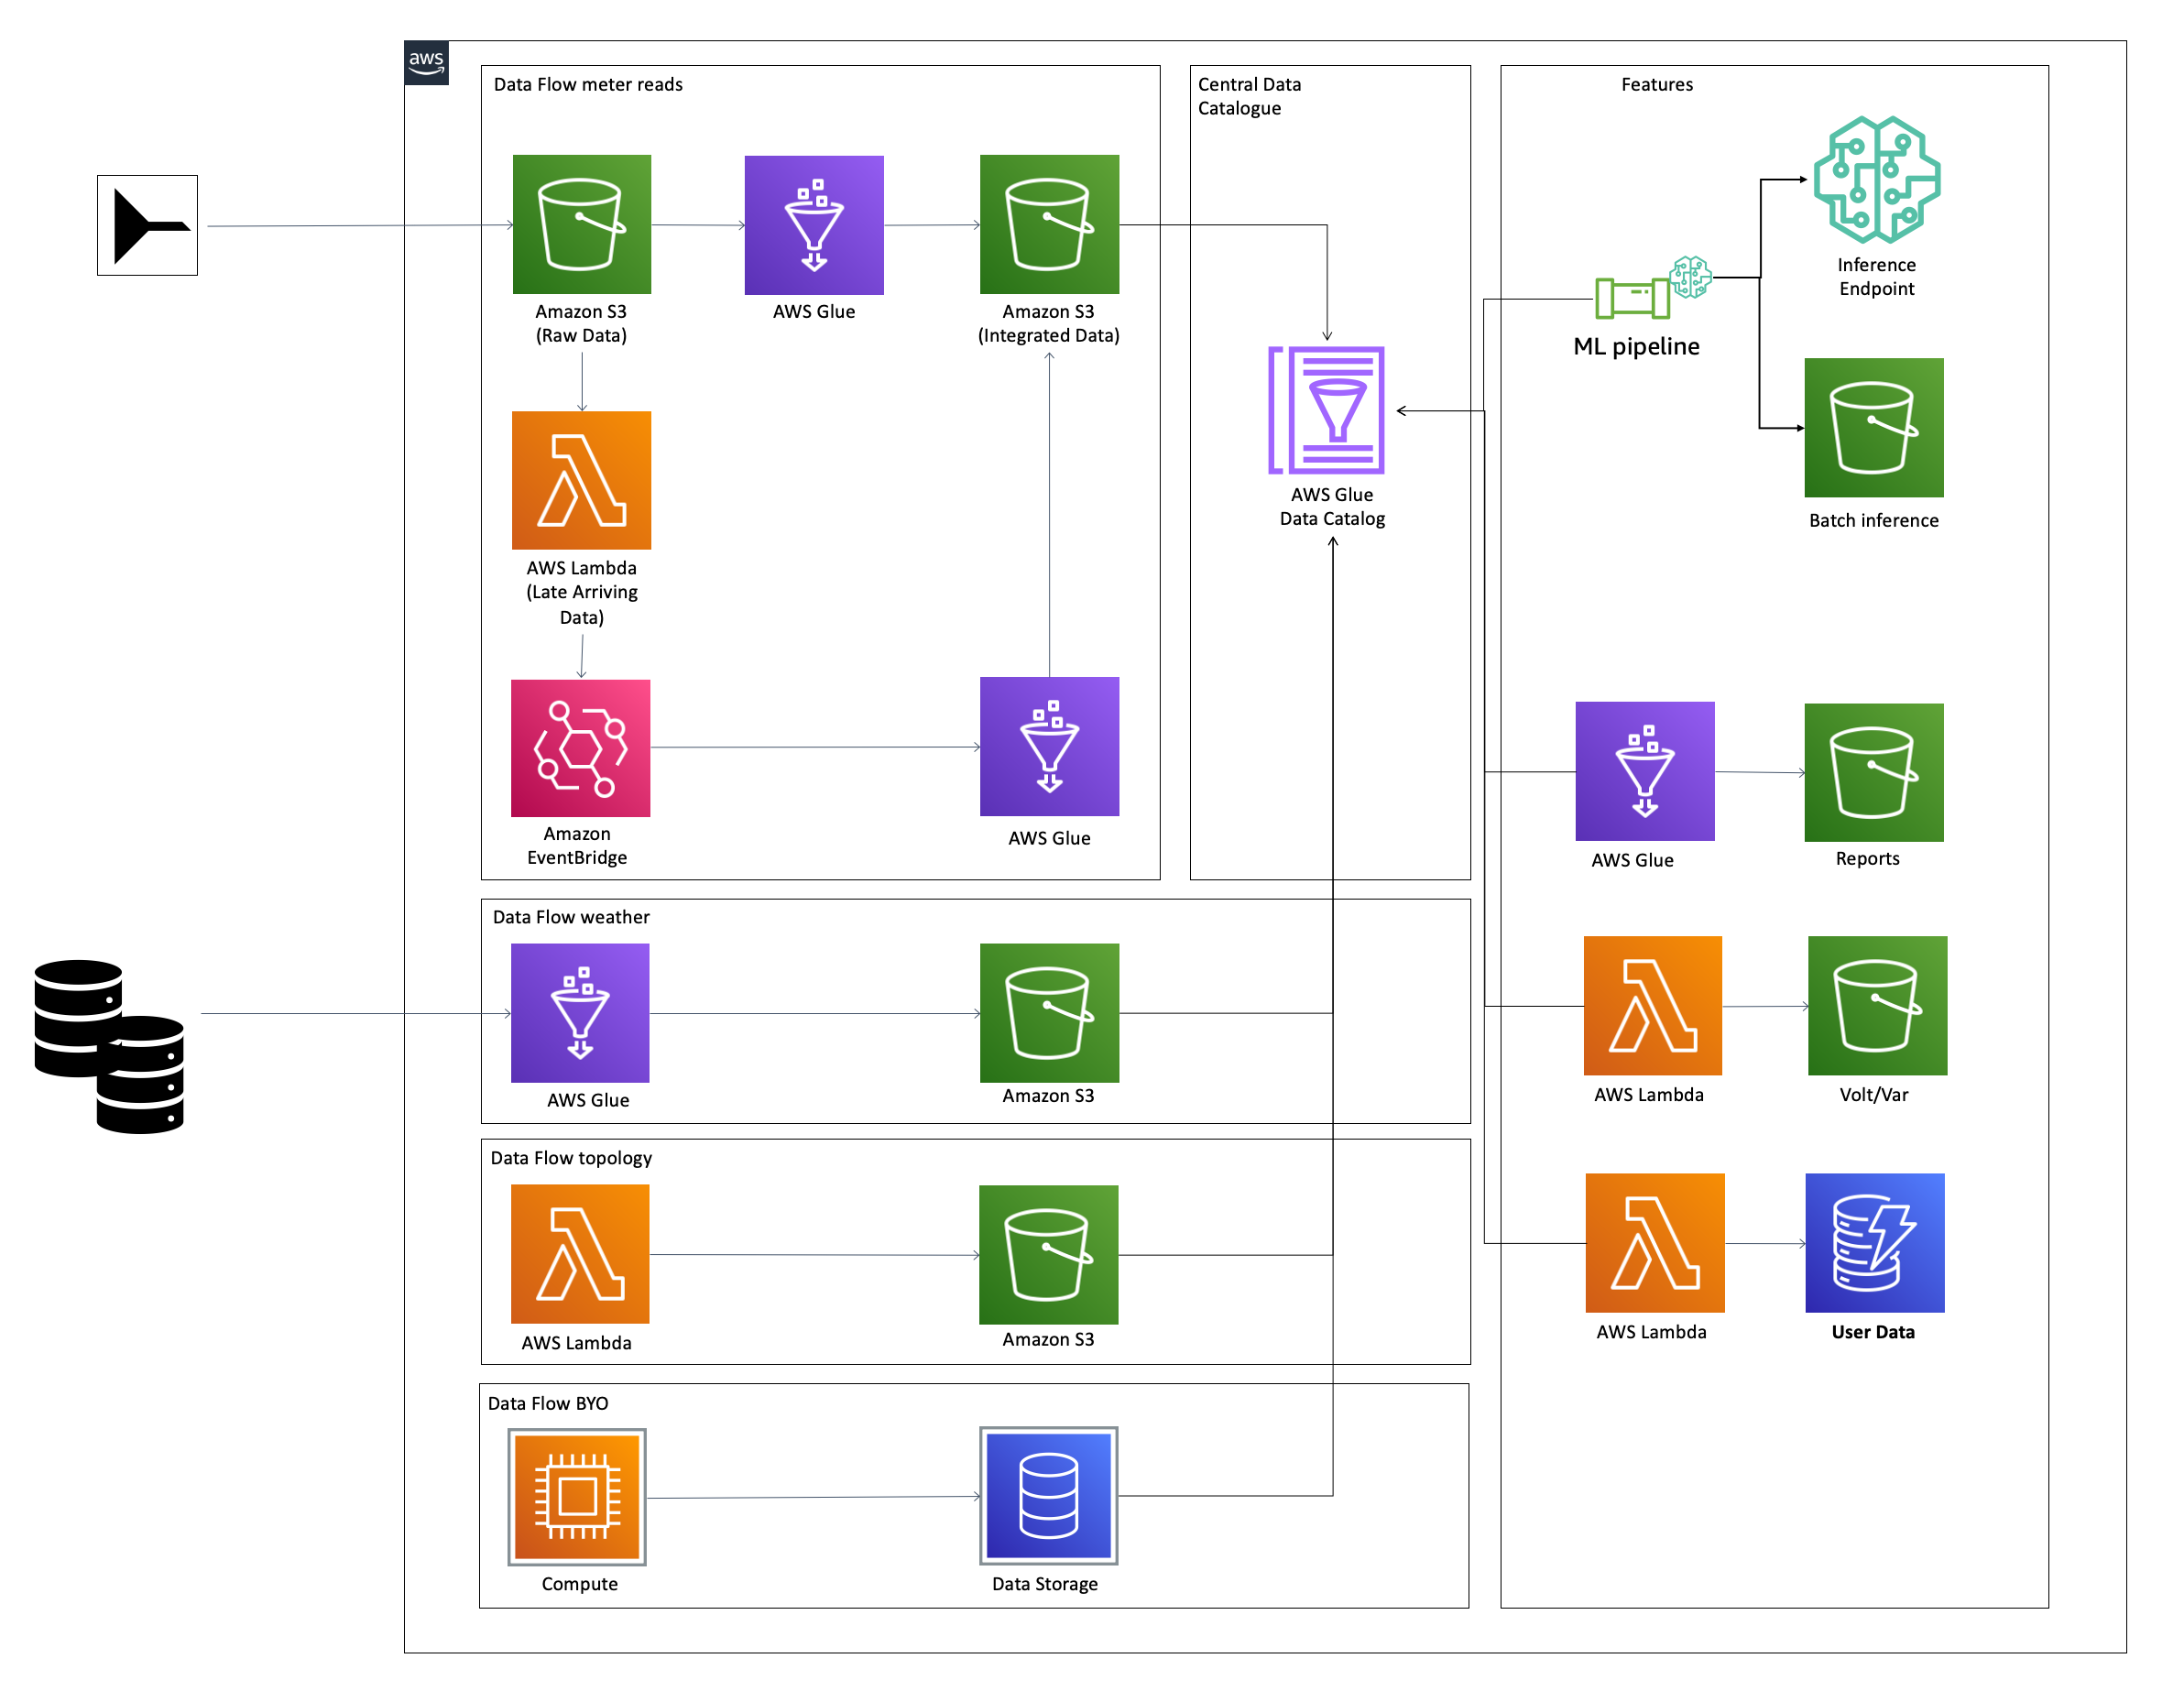 aws
Data Flow meter reads
Amazon S3
(Raw Data)
AWS Glue
Amazon S3
(Integrated Data)
AWS Lambda
(Late Arriving
Data)
Amazon
EventBridge
AWS Glue
Central Data
Catalogue
AWS Glue
Data Catalog
Data Flow weather
AWS Glue
Amazon S3
Data Flow topology
AWS Lambda
Amazon S3
Data Flow BYO
Compute
Data Storage
Features
Inference
Endpoint
ML pipeline
Batch inference
AWS Glue
Reports
AWS Lambda
Volt/Var
AWS Lambda
User Data